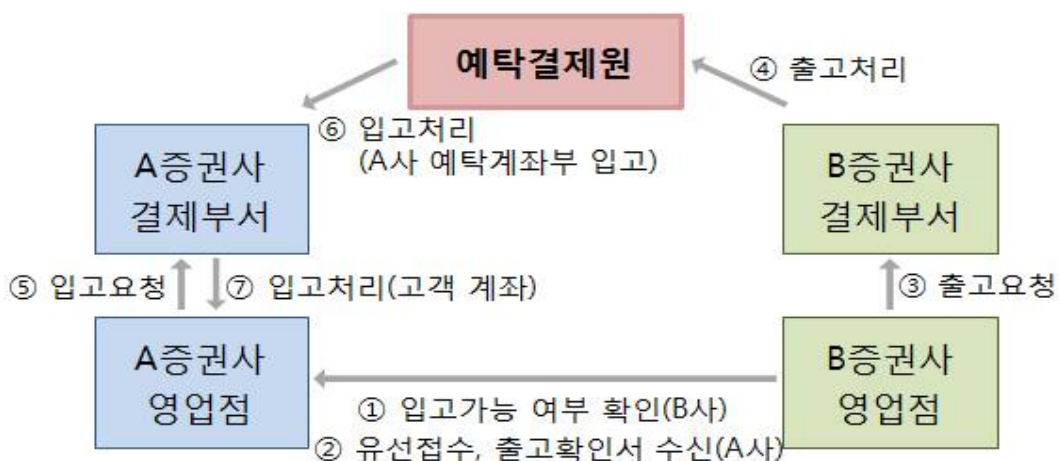 예탁결제원
④ 출고처리
⑥ 입고처리
(A사 예탁계좌부 입고)
A증권사
결제부서
B증권사
결제부서
⑤ 입고요청
⑦ 입고처리(고객 계좌)
③ 출고요청
A증권사
영업점
B증권사
영업점
① 입고가능 여부 확인(B사)
② 유선접수, 출고확인서 수신(A사)